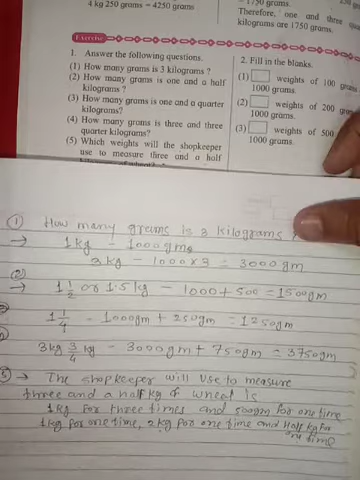 4 kg 250 grams = 4250 grams
= 1750 grams.
Therefore, one and three
kilograms are 1750 grams.
Exercise
1. Answer the following questions.
(1) How many grams is 3 kilograms ?
(2) How many grams is one and a half
kilograms ?
(3) How many grams is one and a quarter
kilograms?
(4) How many grams is three and three
quarter kilograms?
(5) Which weights will the shopkeeper
use to measure three and a half
2. Fill in the blanks.
(1) weights of 100 grams
1000 grams.
(2) weights of 200 grams
1000 grams.
(3) weights of 500
1000 grams.
① How many grams is 3 kilograms
→ 1kg - 1000gm
3kg - 1000×3 = 3000gm
②
→ 1 1/2 or 1.5kg - 1000+500 = 1500gm
1 1/4 - 1000gm + 250gm = 1250gm
3kg 3/4 kg - 3000gm + 750gm = 3750gm
⑤ → The shopkeeper will use to measure
three and a half kg of wheat is
1kg for three times and 500gm for one time
1kg for one time, 2kg for one time and Half kg for
one time